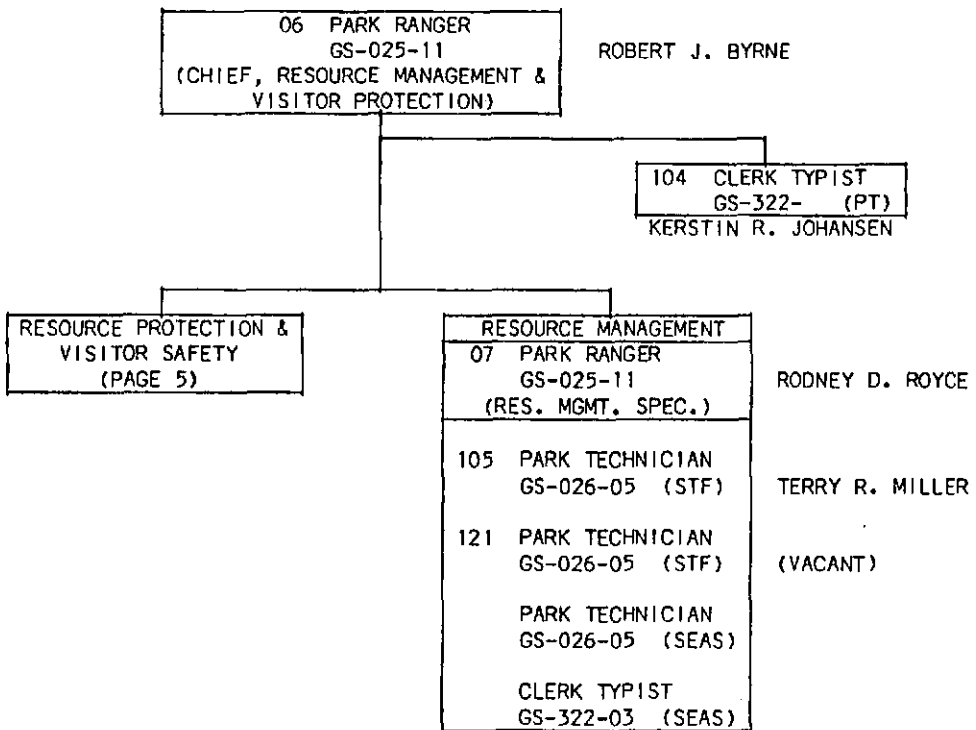 06 PARK RANGER
GS-025-11
(CHIEF, RESOURCE MANAGEMENT &
VISITOR PROTECTION)
ROBERT J. BYRNE
104 CLERK TYPIST
GS-322- (PT)
KERSTIN R. JOHANSEN
RESOURCE PROTECTION &
VISITOR SAFETY
(PAGE 5)
RESOURCE MANAGEMENT
07 PARK RANGER
GS-025-11
(RES. MGMT. SPEC.)
RODNEY D. ROYCE
105 PARK TECHNICIAN
GS-026-05 (STF)
TERRY R. MILLER
121 PARK TECHNICIAN
GS-026-05 (STF)
(VACANT)
PARK TECHNICIAN
GS-026-05 (SEAS)
CLERK TYPIST
GS-322-03 (SEAS)